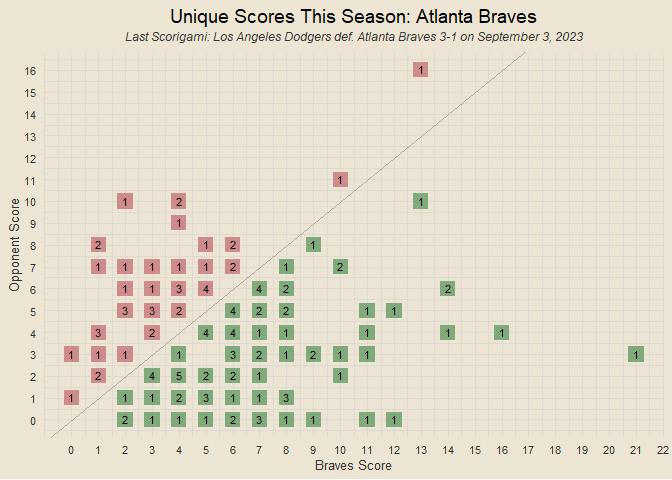 Unique Scores This Season: Atlanta Braves
Last Scorigami: Los Angeles Dodgers def. Atlanta Braves 3-1 on September 3, 2023
Opponent Score
16 1
15
14
13
12
11 1
10 1 2 1
9 1
8 2 1 2 1
7 1 1 1 1 1 2 1 2
6 1 1 3 4 4 2 2
5 3 3 2 4 2 2 1 1
4 3 2 4 4 1 1 1 1 1
3 1 1 1 1 3 2 1 2 1 1 1
2 2 4 5 2 2 1 1
1 1 1 1 2 3 1 1 3
0 2 1 1 1 2 3 1 1 1 1
0 1 2 3 4 5 6 7 8 9 10 11 12 13 14 15 16 17 18 19 20 21 22
Braves Score